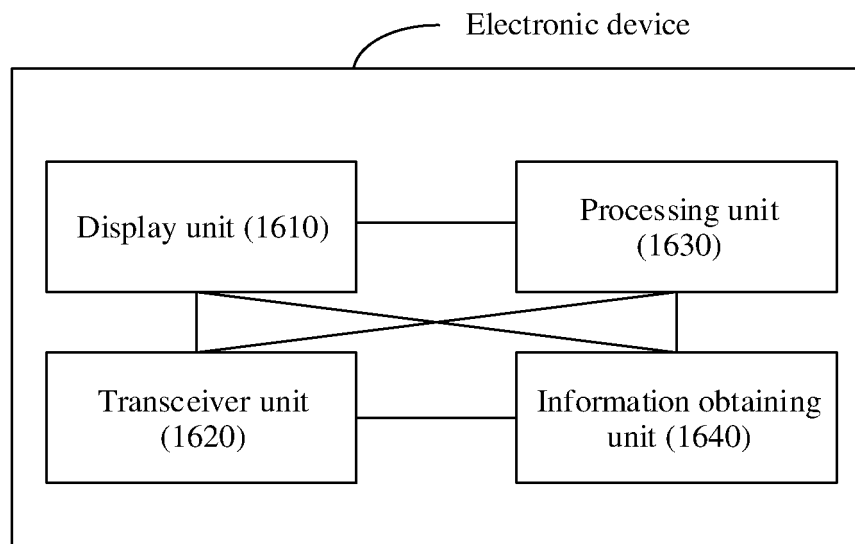 Electronic device
Display unit (1610)
Processing unit
(1630)
Transceiver unit
(1620)
Information obtaining
unit (1640)